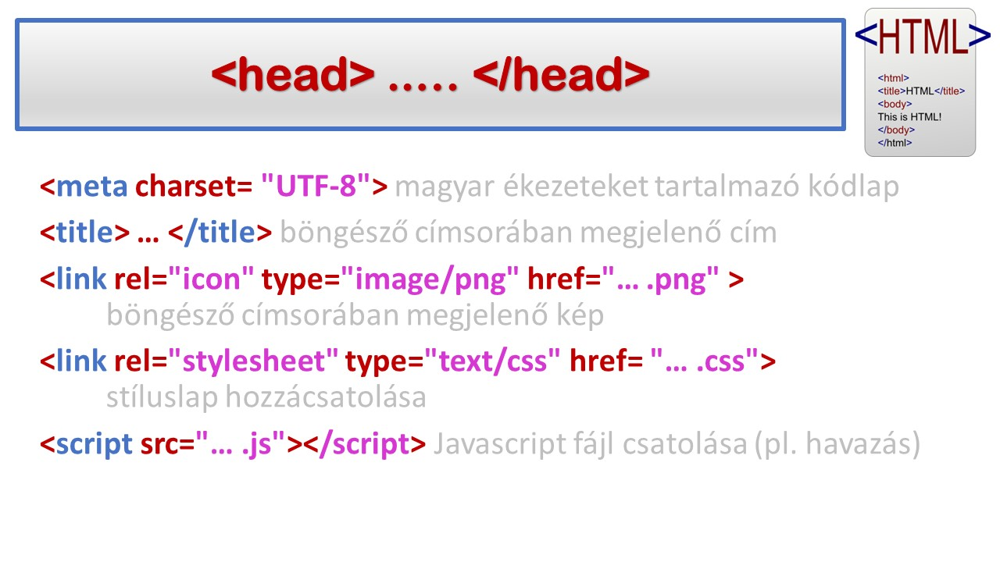 <head> ..... </head>
<HTML>
<html>
<title>HTML</title>
<body>
This is HTML!
</body>
</html>
<meta charset= "UTF-8"> magyar ékezeteket tartalmazó kódlap
<title> … </title> böngésző címsorában megjelenő cím
<link rel="icon" type="image/png" href="… .png" >
böngésző címsorában megjelenő kép
<link rel="stylesheet" type="text/css" href= "… .css">
stíluslap hozzácsatolása
<script src="… .js"></script> Javascript fájl csatolása (pl. havazás)